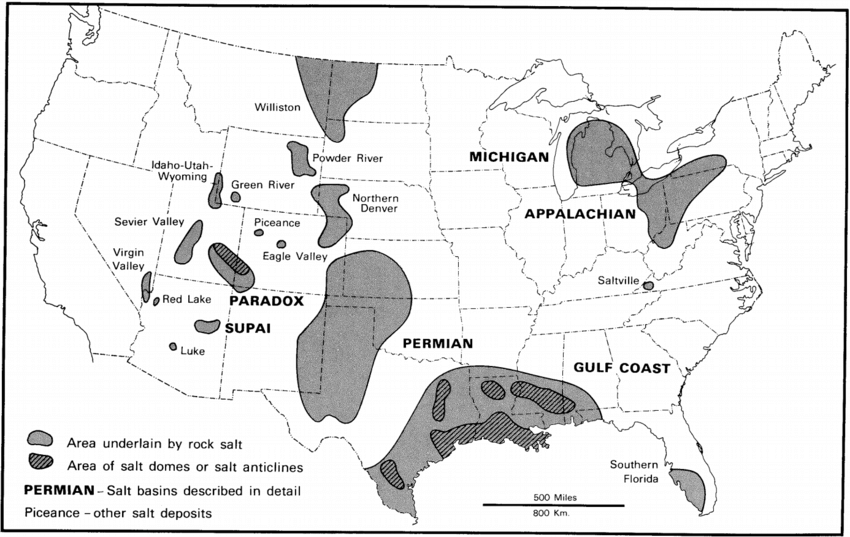 Williston
Powder River
Idaho-Utah-
Wyoming
Green River
Northern
Denver
Sevier Valley
Piceance
Eagle Valley
Virgin
Valley
Red Lake
PARADOX
SUPAI
Luke
PERMIAN
MICHIGAN
APPALACHIAN
Saltville
GULF COAST
Southern
Florida
Area underlain by rock salt
Area of salt domes or salt anticlines
PERMIAN – Salt basins described in detail
Piceance – other salt deposits
500 Miles
800 Km.